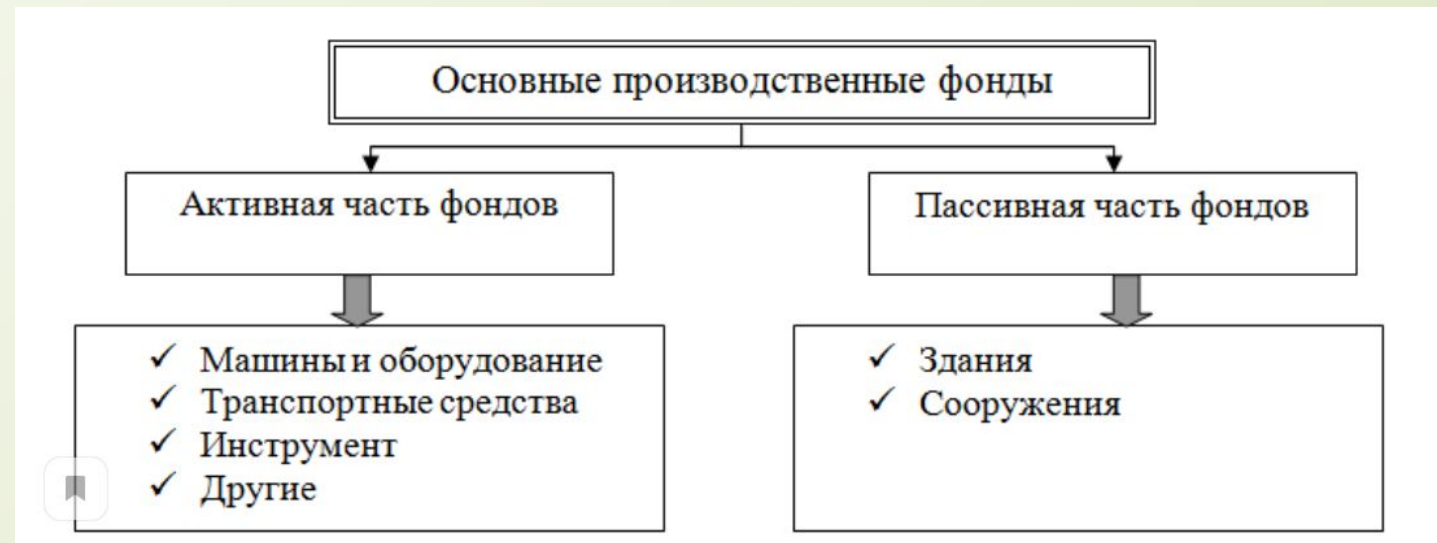 Основные производственные фонды
Активная часть фондов
Пассивная часть фондов
Машины и оборудование
Транспортные средства
Инструмент
Другие
Здания
Сооружения